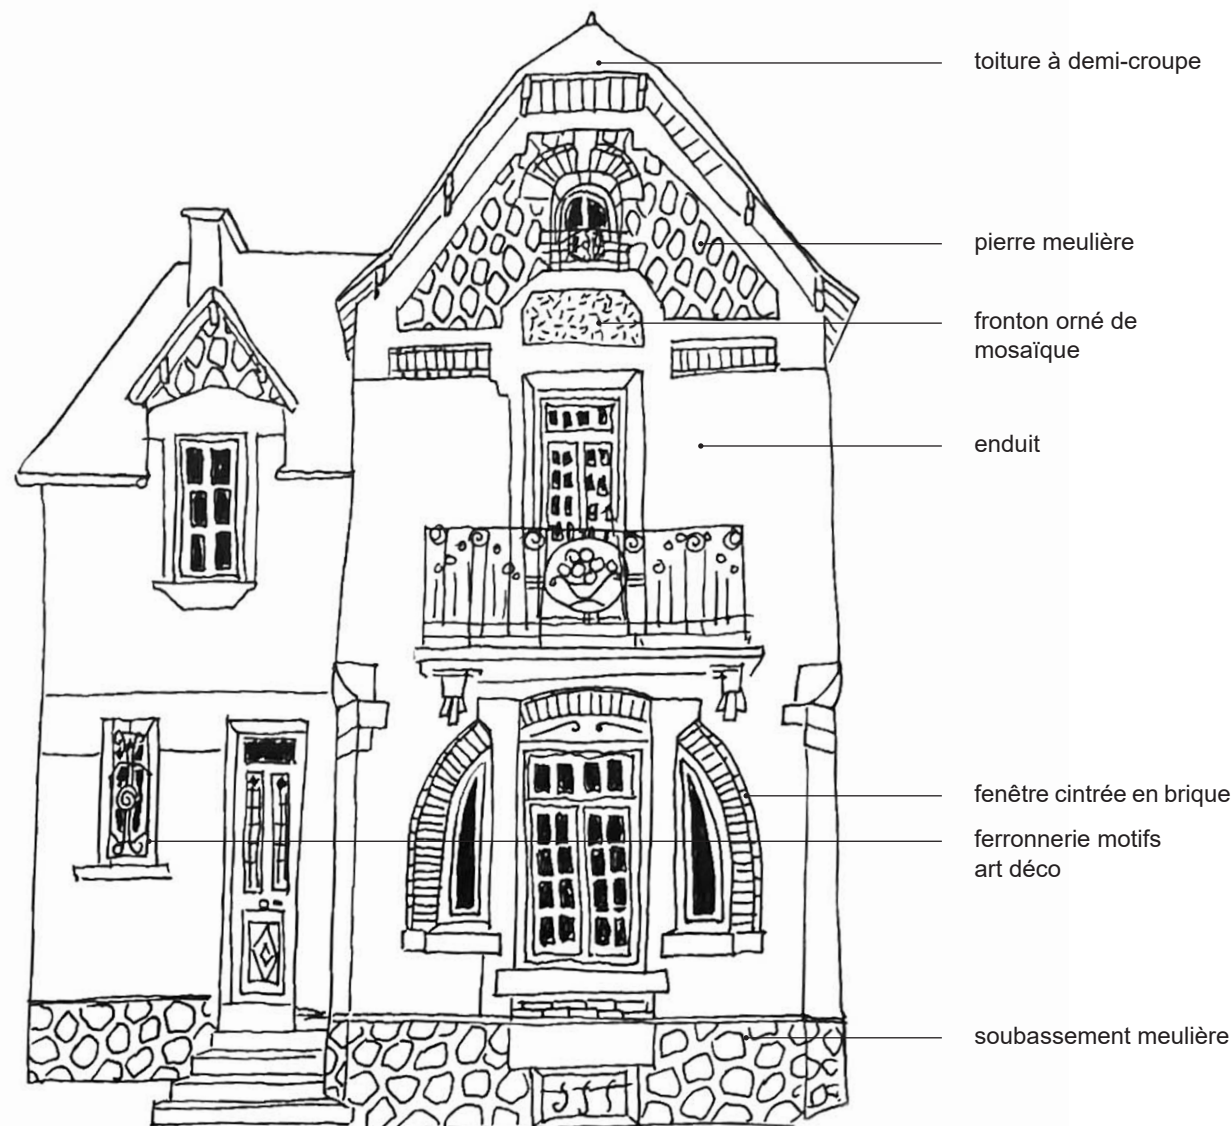 toiture à demi-croupe
pierre meulière
fronton orné de
mosaïque
enduit
fenêtre cintrée en brique
ferronnerie motifs
art déco
soubassement meulière